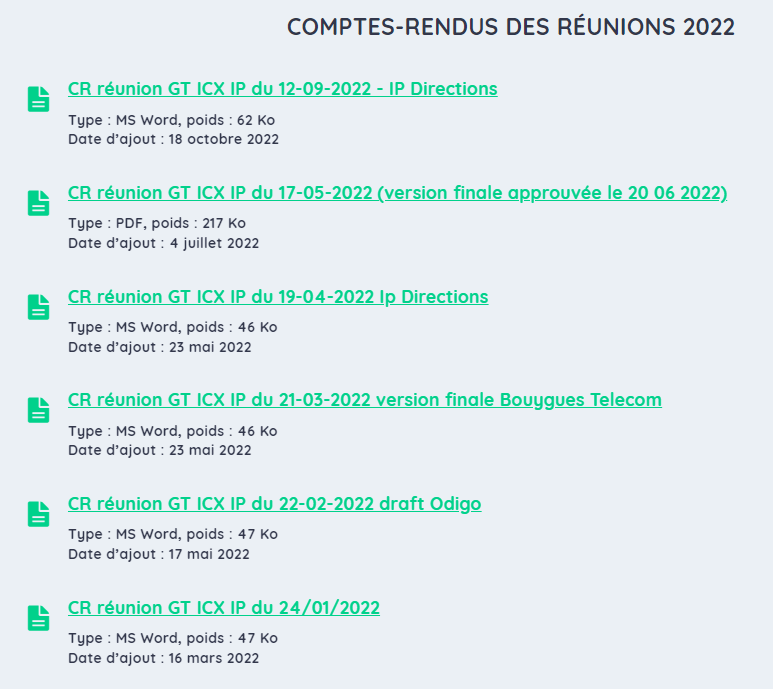 COMPTES-RENDUS DES RÉUNIONS 2022
CR réunion GT ICX IP du 12-09-2022 - IP Directions
Type : MS Word, poids : 62 Ko
Date d'ajout : 18 octobre 2022
CR réunion GT ICX IP du 17-05-2022 (version finale approuvée le 20 06 2022)
Type : PDF, poids : 217 Ko
Date d'ajout : 4 juillet 2022
CR réunion GT ICX IP du 19-04-2022 Ip Directions
Type : MS Word, poids : 46 Ko
Date d'ajout : 23 mai 2022
CR réunion GT ICX IP du 21-03-2022 version finale Bouygues Telecom
Type : MS Word, poids : 46 Ko
Date d'ajout : 23 mai 2022
CR réunion GT ICX IP du 22-02-2022 draft Odigo
Type : MS Word, poids : 47 Ko
Date d'ajout : 17 mai 2022
CR réunion GT ICX IP du 24/01/2022
Type : MS Word, poids : 47 Ko
Date d'ajout : 16 mars 2022